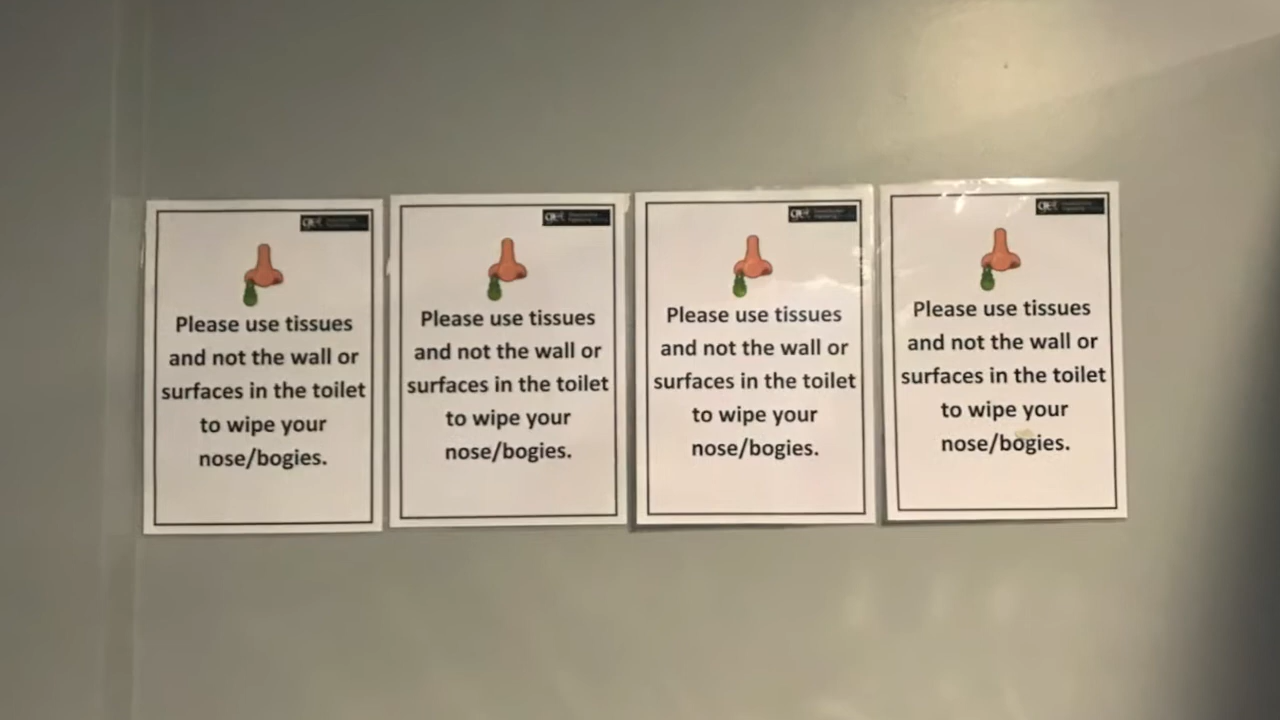 Please use tissues
and not the wall or
surfaces in the toilet
to wipe your
nose/bogies.
Please use tissues
and not the wall or
surfaces in the toilet
to wipe your
nose/bogies.
Please use tissues
and not the wall or
surfaces in the toilet
to wipe your
nose/bogies.
Please use tissues
and not the wall or
surfaces in the toilet
to wipe your
nose/bogies.